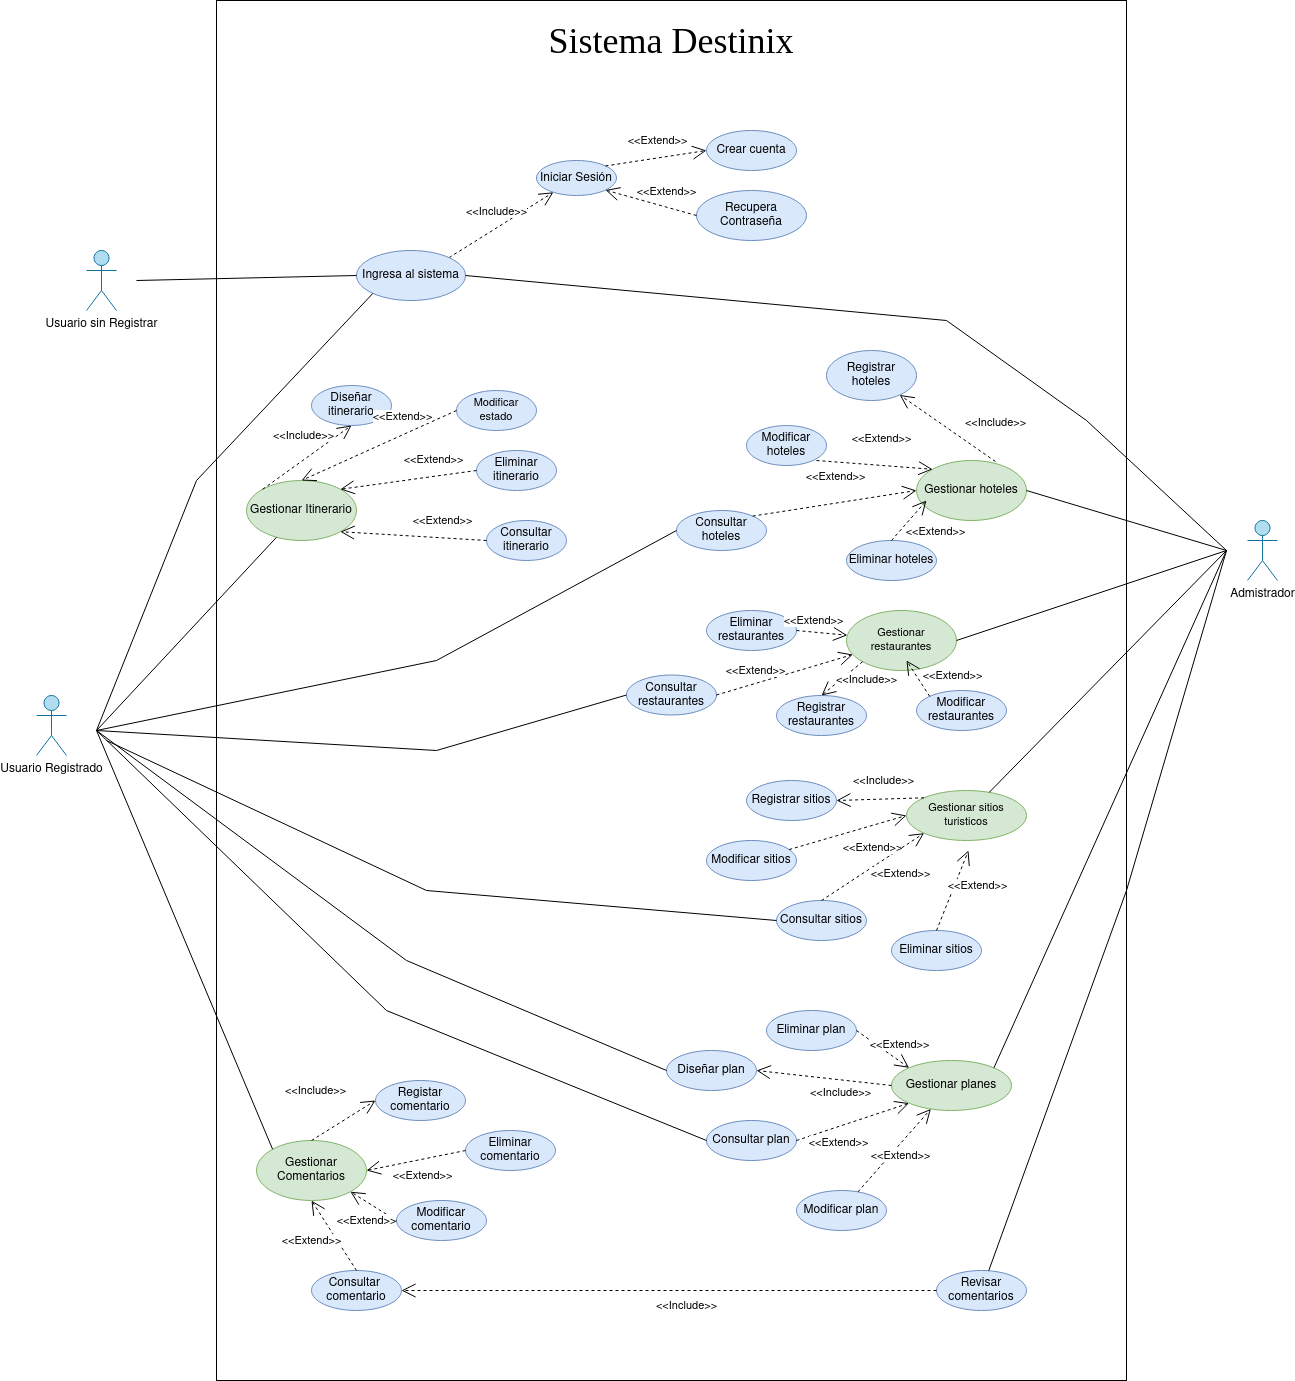 Sistema Destinix
<<Extend>>
Crear cuenta
Iniciar Sesión
<<Extend>>
Recupera
Contraseña
<<Include>>
Ingresa al sistema
Usuario sin Registrar
Registrar
hoteles
Diseñar
itinerario
<<Extend>>
Modificar
estado
<<Include>>
<<Include>>
Modificar
hoteles
<<Extend>>
Eliminar
itinerario
<<Extend>>
<<Extend>>
Gestionar hoteles
Gestionar Itinerario
<<Extend>>
Consultar
itinerario
Consultar
hoteles
<<Extend>>
Eliminar hoteles
Admistrador
Eliminar
restaurantes
<<Extend>>
Gestionar
restaurantes
<<Extend>>
<<Include>>
<<Extend>>
Consultar
restaurantes
Registrar
restaurantes
Modificar
restaurantes
Usuario Registrado
<<Include>>
Registrar sitios
Gestionar sitios
turisticos
<<Extend>>
Modificar sitios
<<Extend>>
<<Extend>>
Consultar sitios
Eliminar sitios
Eliminar plan
<<Extend>>
Diseñar plan
Gestionar planes
<<Include>>
<<Include>>
Registar
comentario
Consultar plan
<<Extend>>
Eliminar
comentario
<<Extend>>
Gestionar
Comentarios
<<Extend>>
Modificar plan
Modificar
comentario
<<Extend>>
<<Extend>>
Consultar
comentario
Revisar
comentarios
<<Include>>